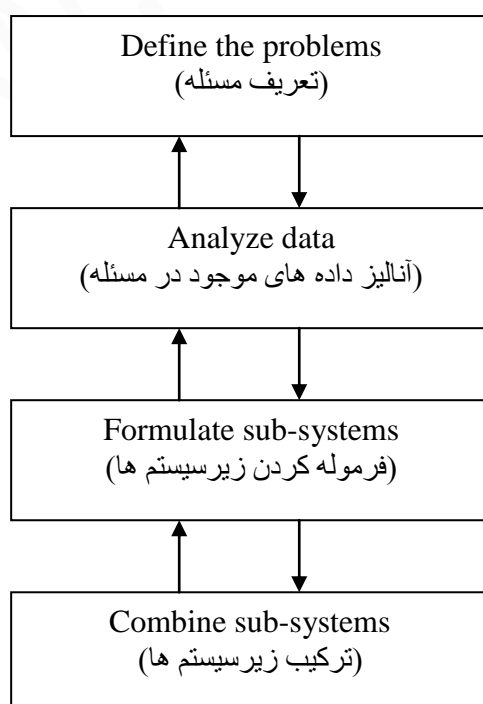 Define the problems
(تعریف مسئله)
Analyze data
(آنالیز داده های موجود در مسئله)
Formulate sub-systems
(فرموله کردن زیرسیستم ها)
Combine sub-systems
(ترکیب زیرسیستم ها)